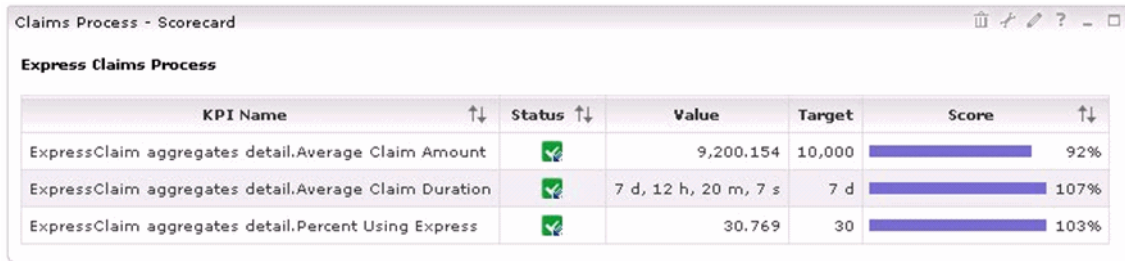 Claims Process - Scorecard ?
Express Claims Process
KPI Name Status Value Target Score
ExpressClaim aggregates detail.Average Claim Amount 9,200.154 10,000 92%
ExpressClaim aggregates detail.Average Claim Duration 7 d, 12 h, 20 m, 7 s 7 d 107%
ExpressClaim aggregates detail.Percent Using Express 30.769 30 103%